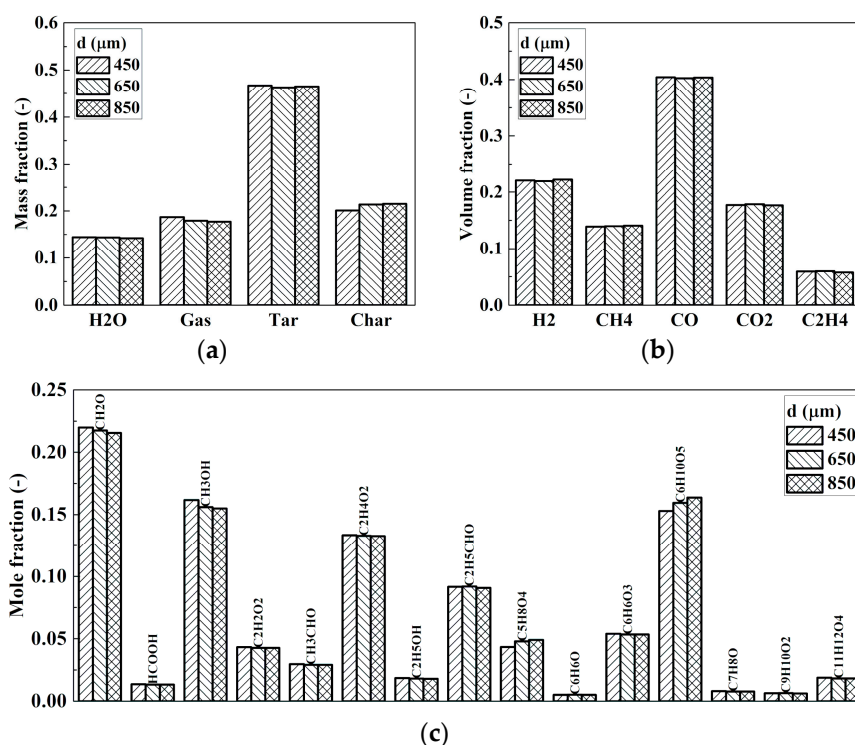 0.6
0.5
0.4
0.3
0.2
0.1
0.0
Mass fraction (-)
d (μm)
450
650
850
H2O Gas Tar Char
(a)
0.5
0.4
0.3
0.2
0.1
0.0
Volume fraction (-)
d (μm)
450
650
850
H2 CH4 CO CO2 C2H4
(b)
0.25
0.20
0.15
0.10
0.05
0.00
Mole fraction (-)
d (μm)
450
650
850
CH2O
HCOOH
CH3OH
C2H2O2
CH3CHO
C2H4O2
C2H5OH
C2H5CHO
C5H8O4
C6H6O
C6H6O3
C6H10O5
C7H8O
C9H10O2
C11H12O4
(c)